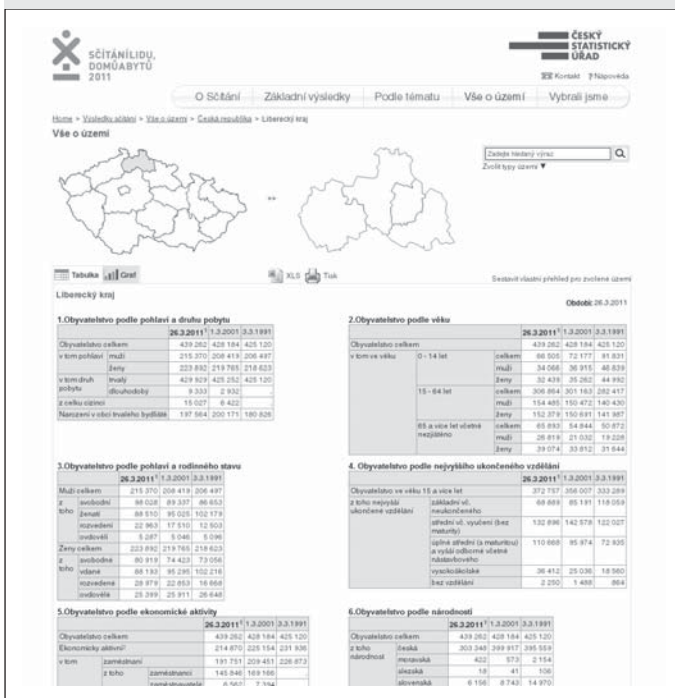 SČÍTÁNÍLIDU,
DOMŮABYTŮ
2011
ČESKÝ
STATISTICKÝ
ÚŘAD
Kontakt ? Nápověda
O Sčítání Základní výsledky Podle tématu Vše o území Vybrali jsme
Home > Výsledky sčítání > Vše o území > Česká republika > Liberecký kraj
Vše o území
Zadejte hledaný výraz
Zvolit typy území ▼
>>
Tabulka Graf XLS Tisk Sestavit vlastní přehled pro zvolené území
Liberecký kraj
Období: 26.3.2011
1.Obyvatelstvo podle pohlaví a druhu pobytu
26.3.2011¹ 1.3.2001 3.3.1991
Obyvatelstvo celkem 439 262 428 184 425 120
v tom pohlaví muži 215 370 208 419 206 497
ženy 223 892 219 765 218 623
v tom druh pobytu trvalý 429 929 425 252 425 120
dlouhodobý 9 333 2 932 .
z celku cizinci 15 027 6 422 .
Narození v obci trvalého bydliště 197 564 200 171 180 826
2.Obyvatelstvo podle věku
26.3.2011¹ 1.3.2001 3.3.1991
Obyvatelstvo celkem 439 262 428 184 425 120
v tom ve věku 0 - 14 let celkem 66 505 72 177 91 831
muži 34 066 36 915 46 839
ženy 32 439 35 262 44 992
15 - 64 let celkem 306 864 301 163 282 417
muži 154 485 150 472 140 430
ženy 152 379 150 691 141 987
65 a více let včetně
nezjištěno celkem 65 893 54 844 50 872
muži 26 819 21 032 19 228
ženy 39 074 33 812 31 644
3.Obyvatelstvo podle pohlaví a rodinného stavu
26.3.2011¹ 1.3.2001 3.3.1991
Muži celkem 215 370 208 419 206 497
z toho svobodní 98 028 89 337 86 653
ženatí 88 510 95 025 102 179
rozvedení 22 963 17 510 12 503
ovdovělí 5 287 5 046 5 096
Ženy celkem 223 892 219 765 218 623
z toho svobodné 80 919 74 423 73 056
vdané 88 193 95 295 102 216
rozvedené 28 979 22 853 16 668
ovdovělé 25 399 25 911 26 648
4. Obyvatelstvo podle nejvyššího ukončeného vzdělání
26.3.2011¹ 1.3.2001 3.3.1991
Obyvatelstvo ve věku 15 a více let 372 757 356 007 333 289
z toho nejvyšší
ukončené vzdělání základní vč.
neukončeného 68 889 85 191 118 053
střední vč. vyučení (bez
maturity) 132 896 142 578 122 027
úplné střední (s maturitou)
a vyšší odborné včetně
nástavbového 110 668 85 974 72 935
vysokoškolské 36 412 25 036 18 580
bez vzdělání 2 250 1 488 864
5.Obyvatelstvo podle ekonomické aktivity
26.3.2011¹ 1.3.2001 3.3.1991
Obyvatelstvo celkem 439 262 428 184 425 120
Ekonomicky aktivní² 214 870 225 154 231 936
v tom zaměstnaní 191 751 209 451 226 873
z toho zaměstnanci 145 846 169 166 .
zaměstnavatelé 6 562 7 394
6.Obyvatelstvo podle národnosti
26.3.2011¹ 1.3.2001 3.3.1991
Obyvatelstvo celkem 439 262 428 184 425 120
z toho
národnost česká 303 248 399 917 395 559
moravská 422 573 2 154
slezská 18 41 106
slovenská 6 156 8 743 14 970